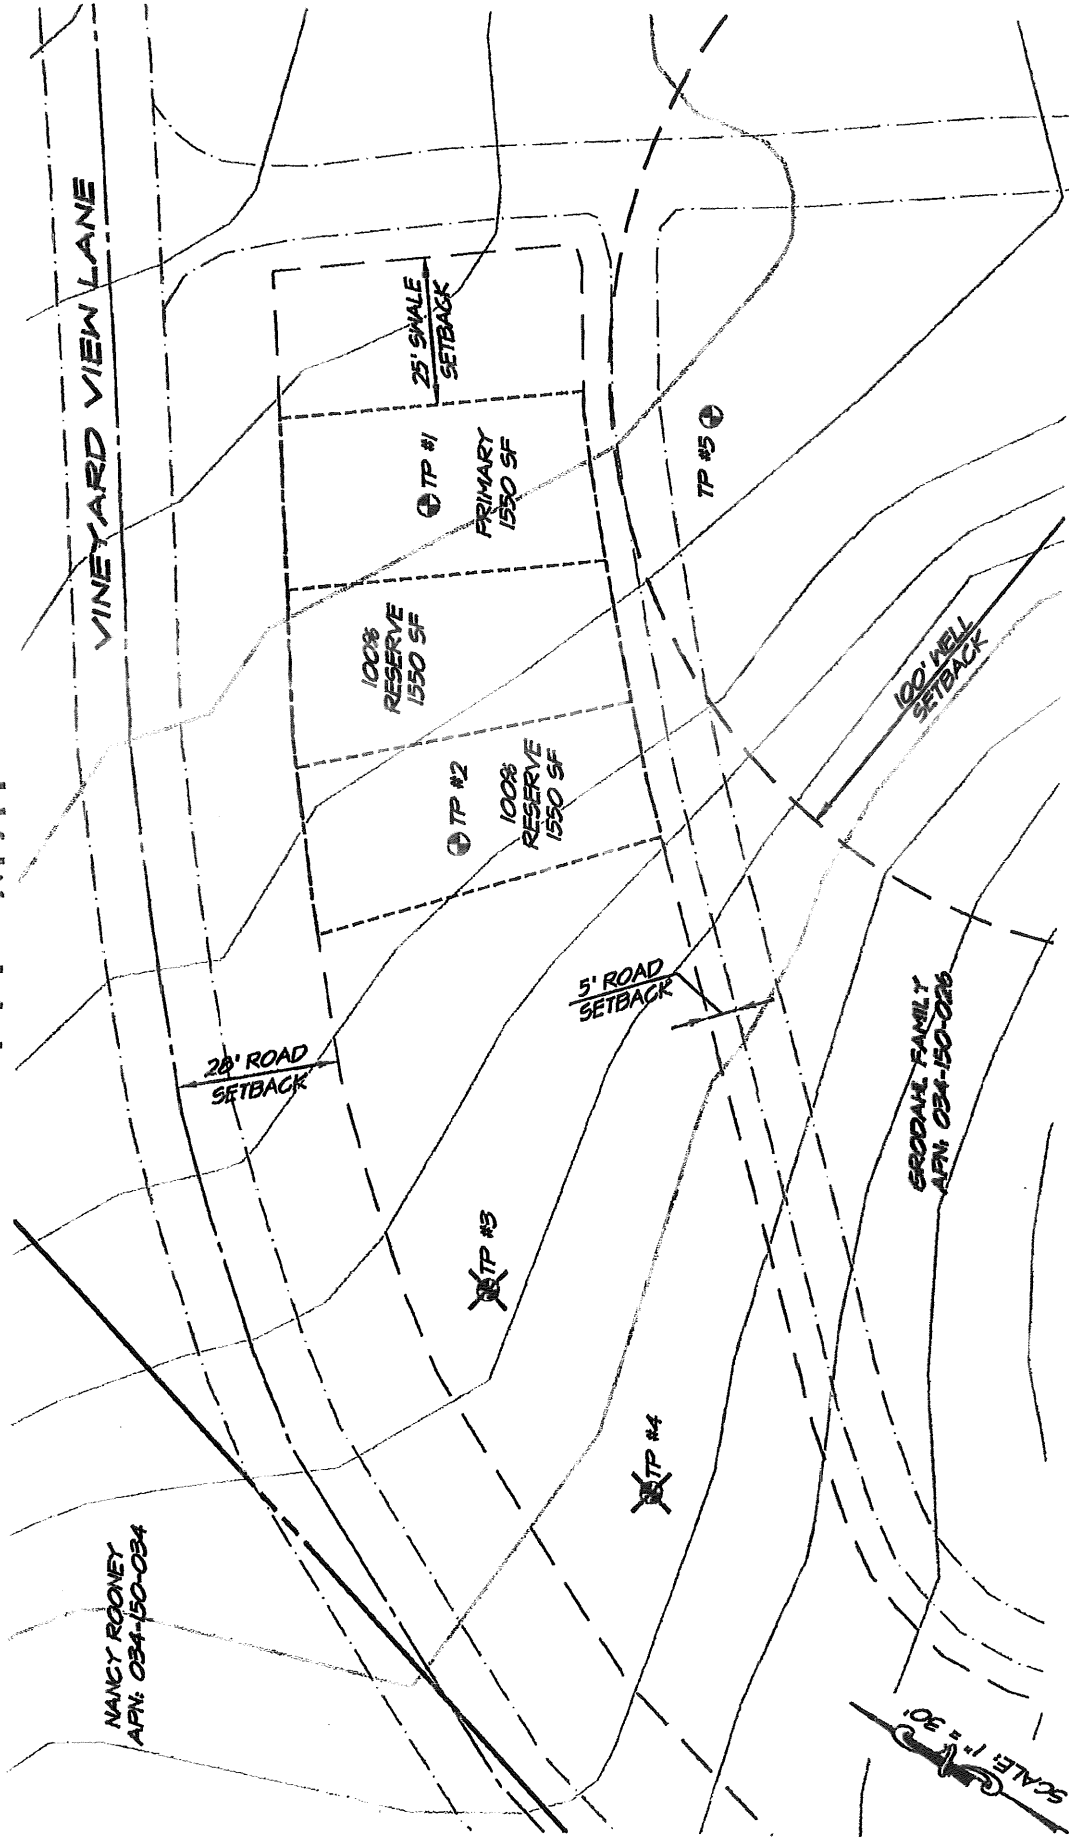 VINEYARD VIEW LANE
25' SWALE
SETBACK
TP #1
PRIMARY
1550 SF
TP #5
100%
RESERVE
1550 SF
TP #2
100%
RESERVE
1550 SF
100' WELL
SETBACK
5' ROAD
SETBACK
28' ROAD
SETBACK
GRODAHL FAMILY
APN: 034-150-026
TP #3
TP #4
NANCY ROONEY
APN: 034-150-034
SCALE: 1" = 30'